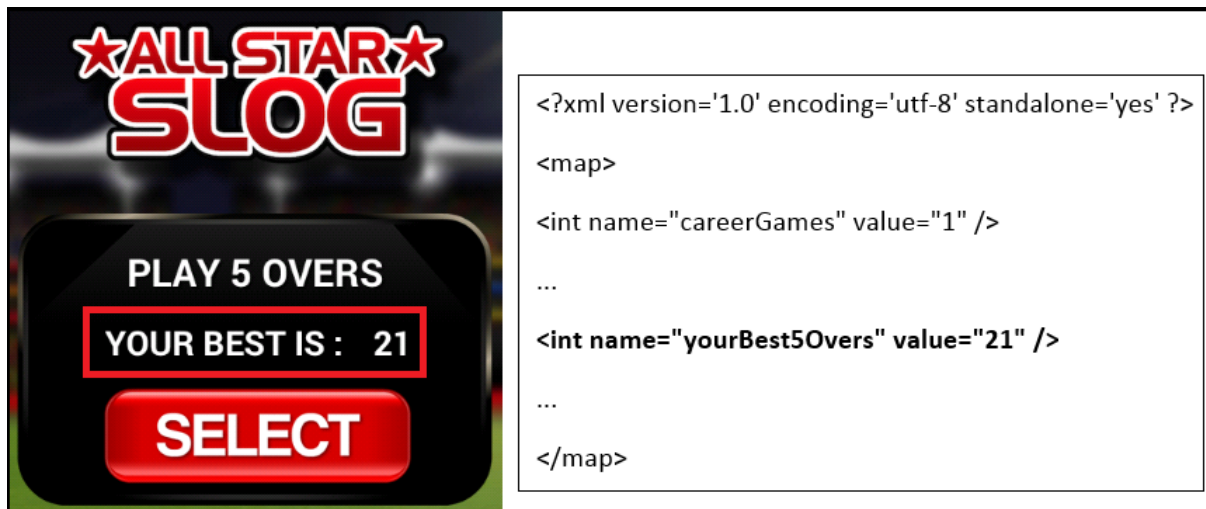 ALL STAR
SLOG
PLAY 5 OVERS
YOUR BEST IS : 21
SELECT
<?xml version='1.0' encoding='utf-8' standalone='yes' ?>
<map>
<int name="careerGames" value="1" />
...
<int name="yourBest5Overs" value="21" />
...
</map>